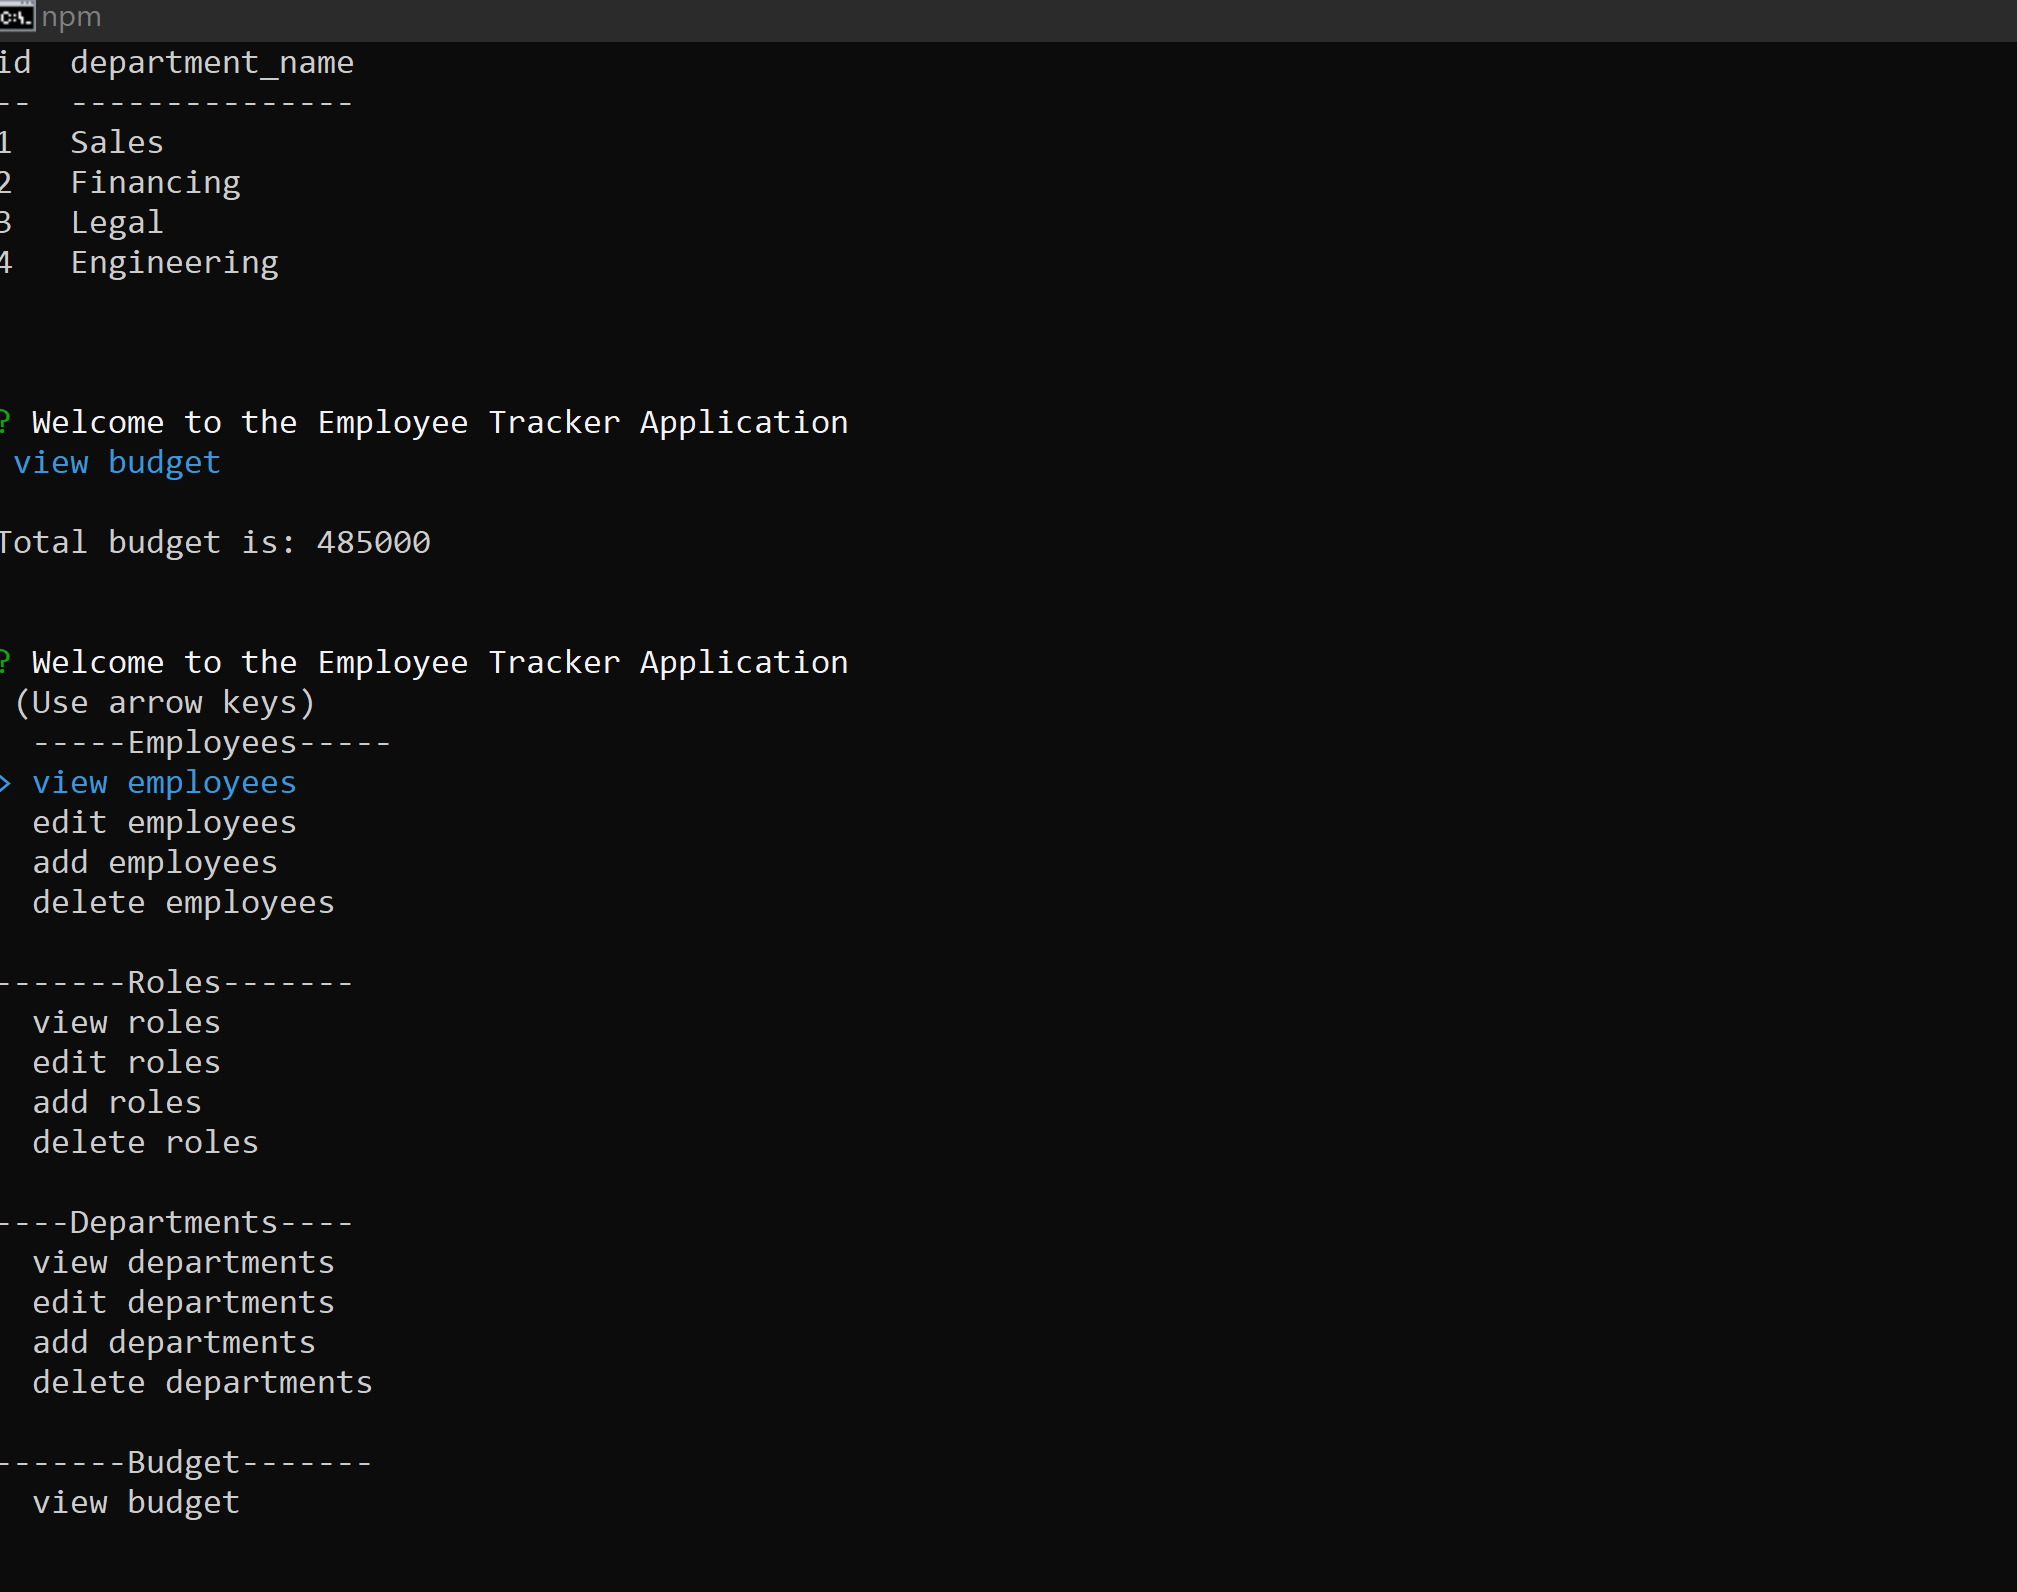 C:\.
npm
id  department_name
--  ---------------
1   Sales
2   Financing
3   Legal
4   Engineering
? Welcome to the Employee Tracker Application
 view budget
Total budget is: 485000
? Welcome to the Employee Tracker Application
 (Use arrow keys)
  -----Employees-----
> view employees
  edit employees
  add employees
  delete employees
-------Roles-------
  view roles
  edit roles
  add roles
  delete roles
----Departments----
  view departments
  edit departments
  add departments
  delete departments
-------Budget-------
  view budget